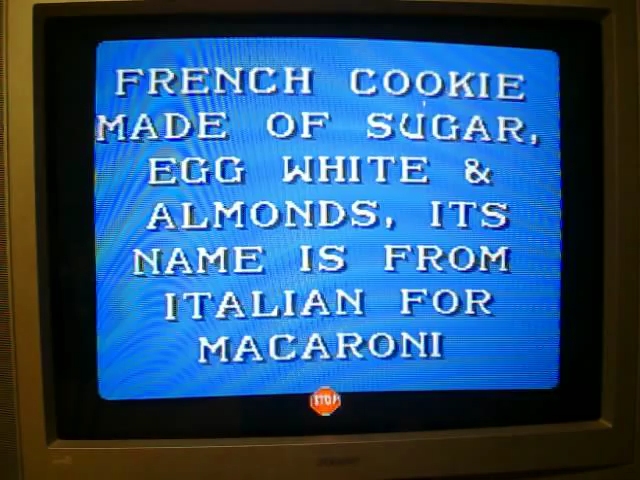 FRENCH COOKIE
MADE OF SUGAR,
EGG WHITE &
ALMONDS, ITS
NAME IS FROM
ITALIAN FOR
MACARONI
STOP